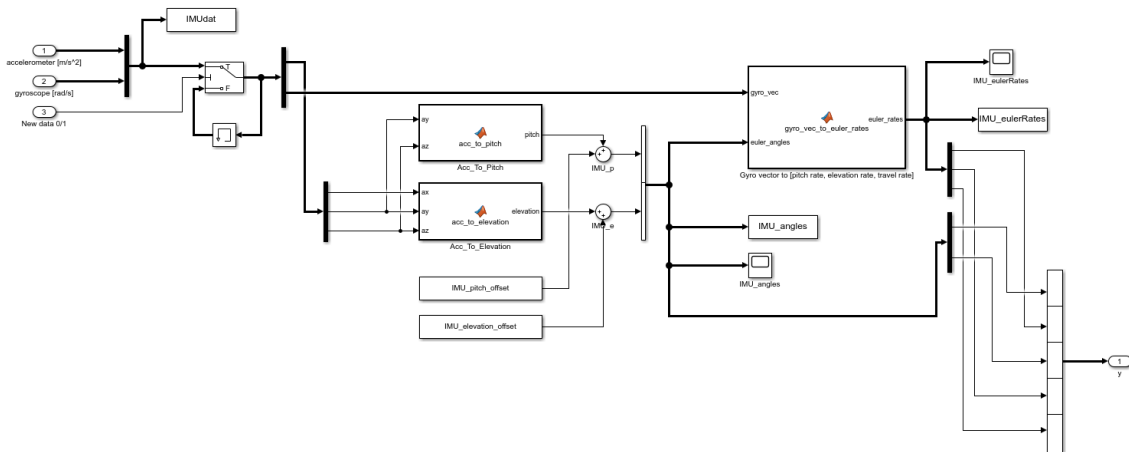 IMUdat
1
accelerometer [m/s^2]
2
gyroscope [rad/s]
3
New data 0/1
T
F
ay
az
acc_to_pitch
pitch
Acc_To_Pitch
ax
ay
az
acc_to_elevation
elevation
Acc_To_Elevation
IMU_pitch_offset
IMU_elevation_offset
IMU_p
IMU_e
gyro_vec
euler_angles
gyro_vec_to_euler_rates
euler_rates
Gyro vector to [pitch rate, elevation rate, travel rate]
IMU_eulerRates
IMU_eulerRates
IMU_angles
IMU_angles
1
y